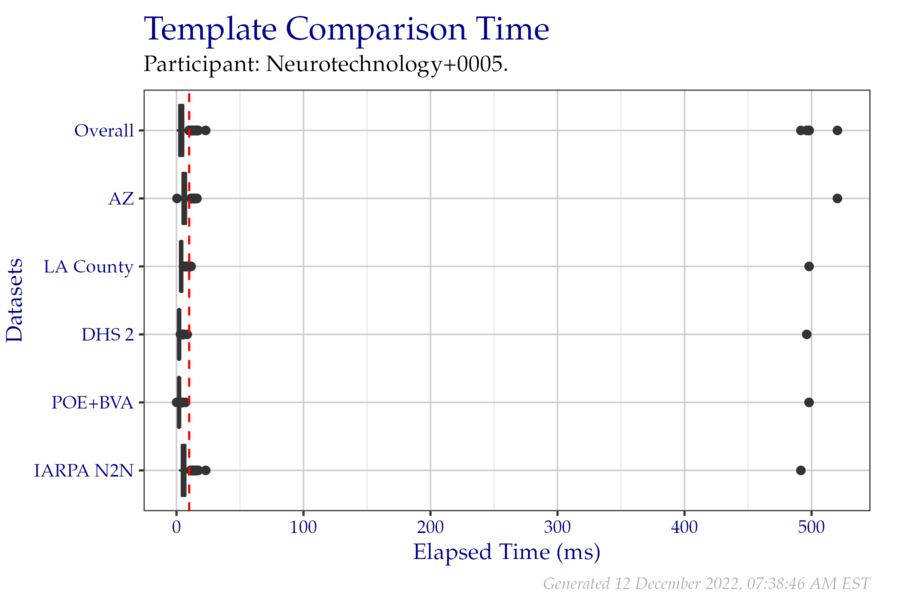 Template Comparison Time
Participant: Neurotechnology+0005.
Datasets
Overall
AZ
LA County
DHS 2
POE+BVA
IARPA N2N
0 100 200 300 400 500
Elapsed Time (ms)
Generated 12 December 2022, 07:38:46 AM EST